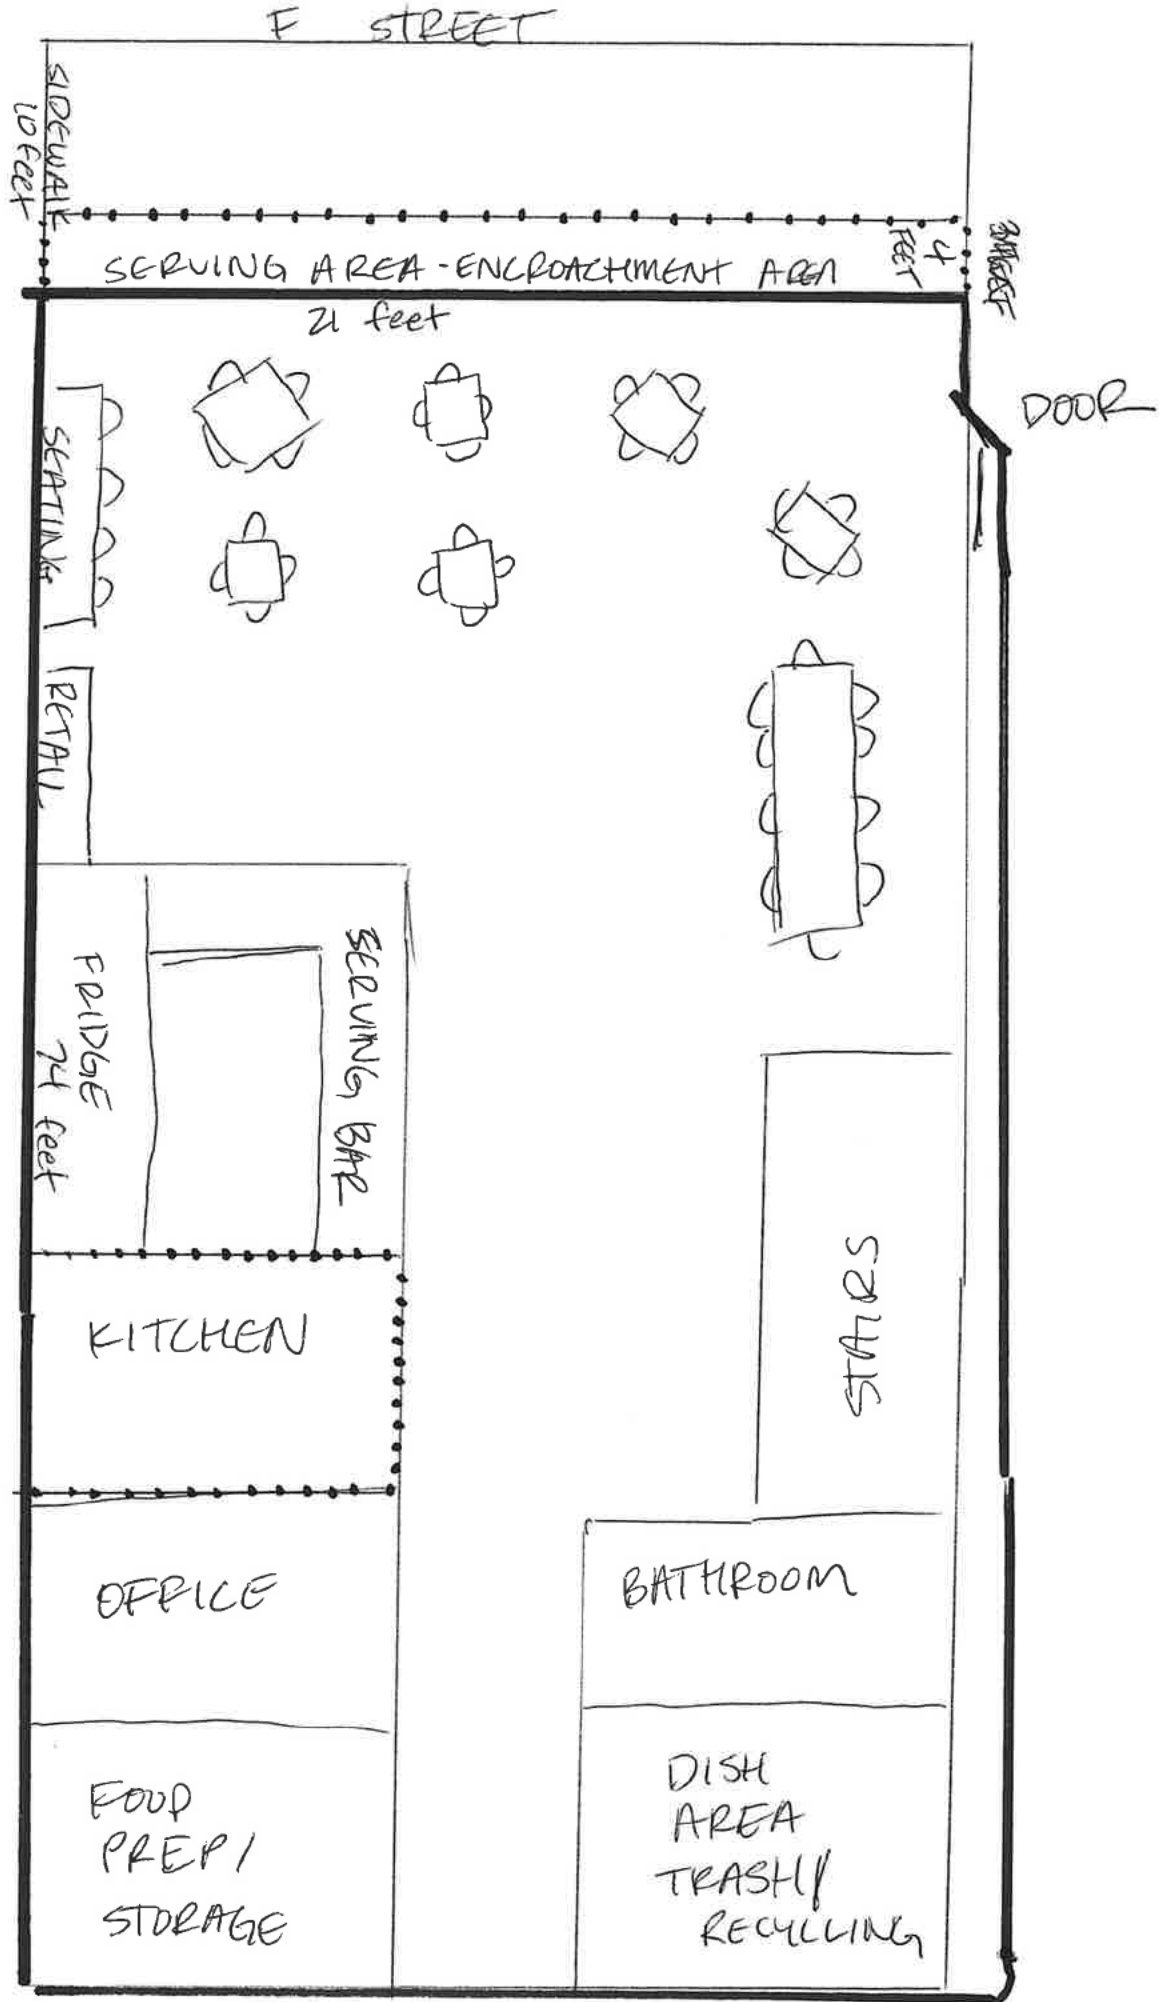 F STREET
SIDEWALK
10 feet
SERVING AREA-ENCROACHMENT AREA
4
FEET
21 feet
DOOR
SEATING
RETAIL
FRIDGE
74 feet
SERVING BAR
KITCHEN
STAIRS
OFFICE
BATHROOM
FOOD
PREP/
STORAGE
DISH
AREA
TRASH/
RECYCLING